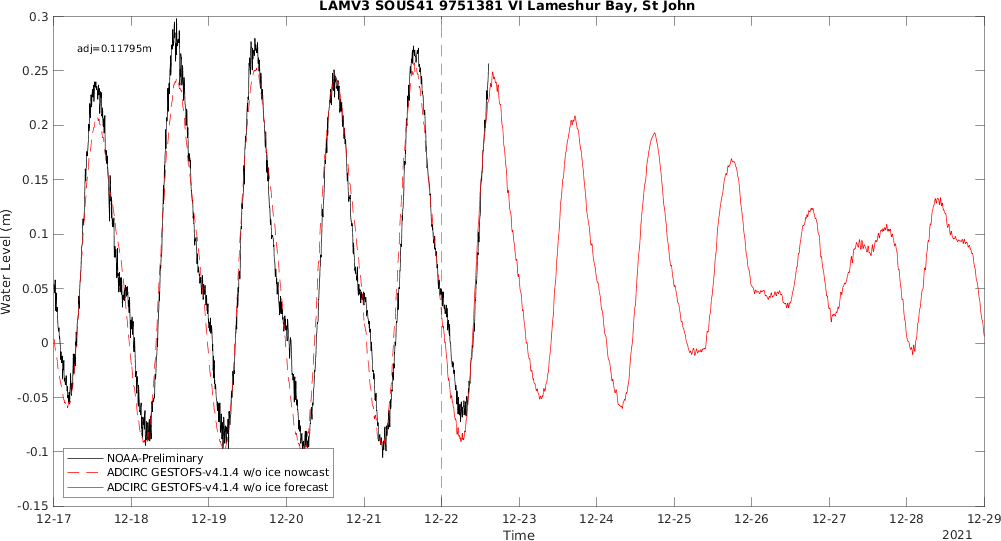 LAMV3 SOUS41 9751381 VI Lameshur Bay, St John
0.3
adj=0.11795m
0.25
0.2
0.15
0.1
0.05
0
-0.05
-0.1
-0.15
Water Level (m)
NOAA-Preliminary
ADCIRC GESTOFS-v4.1.4 w/o ice nowcast
ADCIRC GESTOFS-v4.1.4 w/o ice forecast
12-17 12-18 12-19 12-20 12-21 12-22 12-23 12-24 12-25 12-26 12-27 12-28 12-29
Time
2021